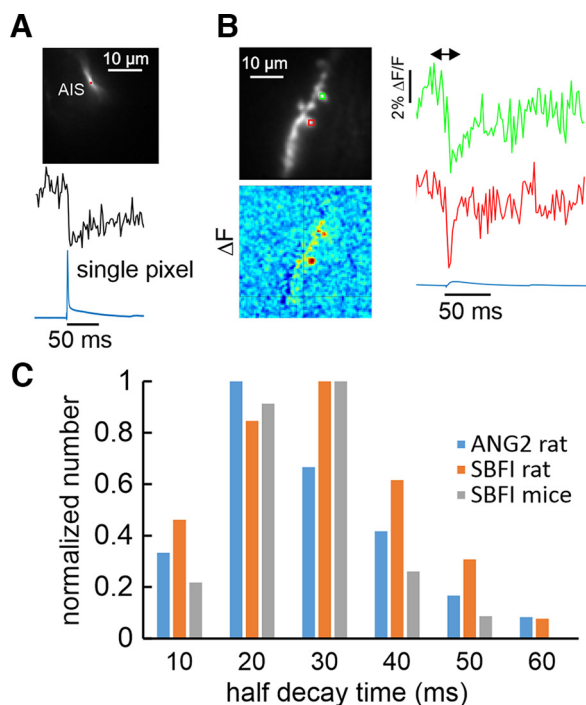 A
10 µm
AIS
single pixel
50 ms
B
10 µm
ΔF
2% ΔF/F
50 ms
C
normalized number
1
0.8
0.6
0.4
0.2
0
10 20 30 40 50 60
half decay time (ms)
ANG2 rat
SBFI rat
SBFI mice